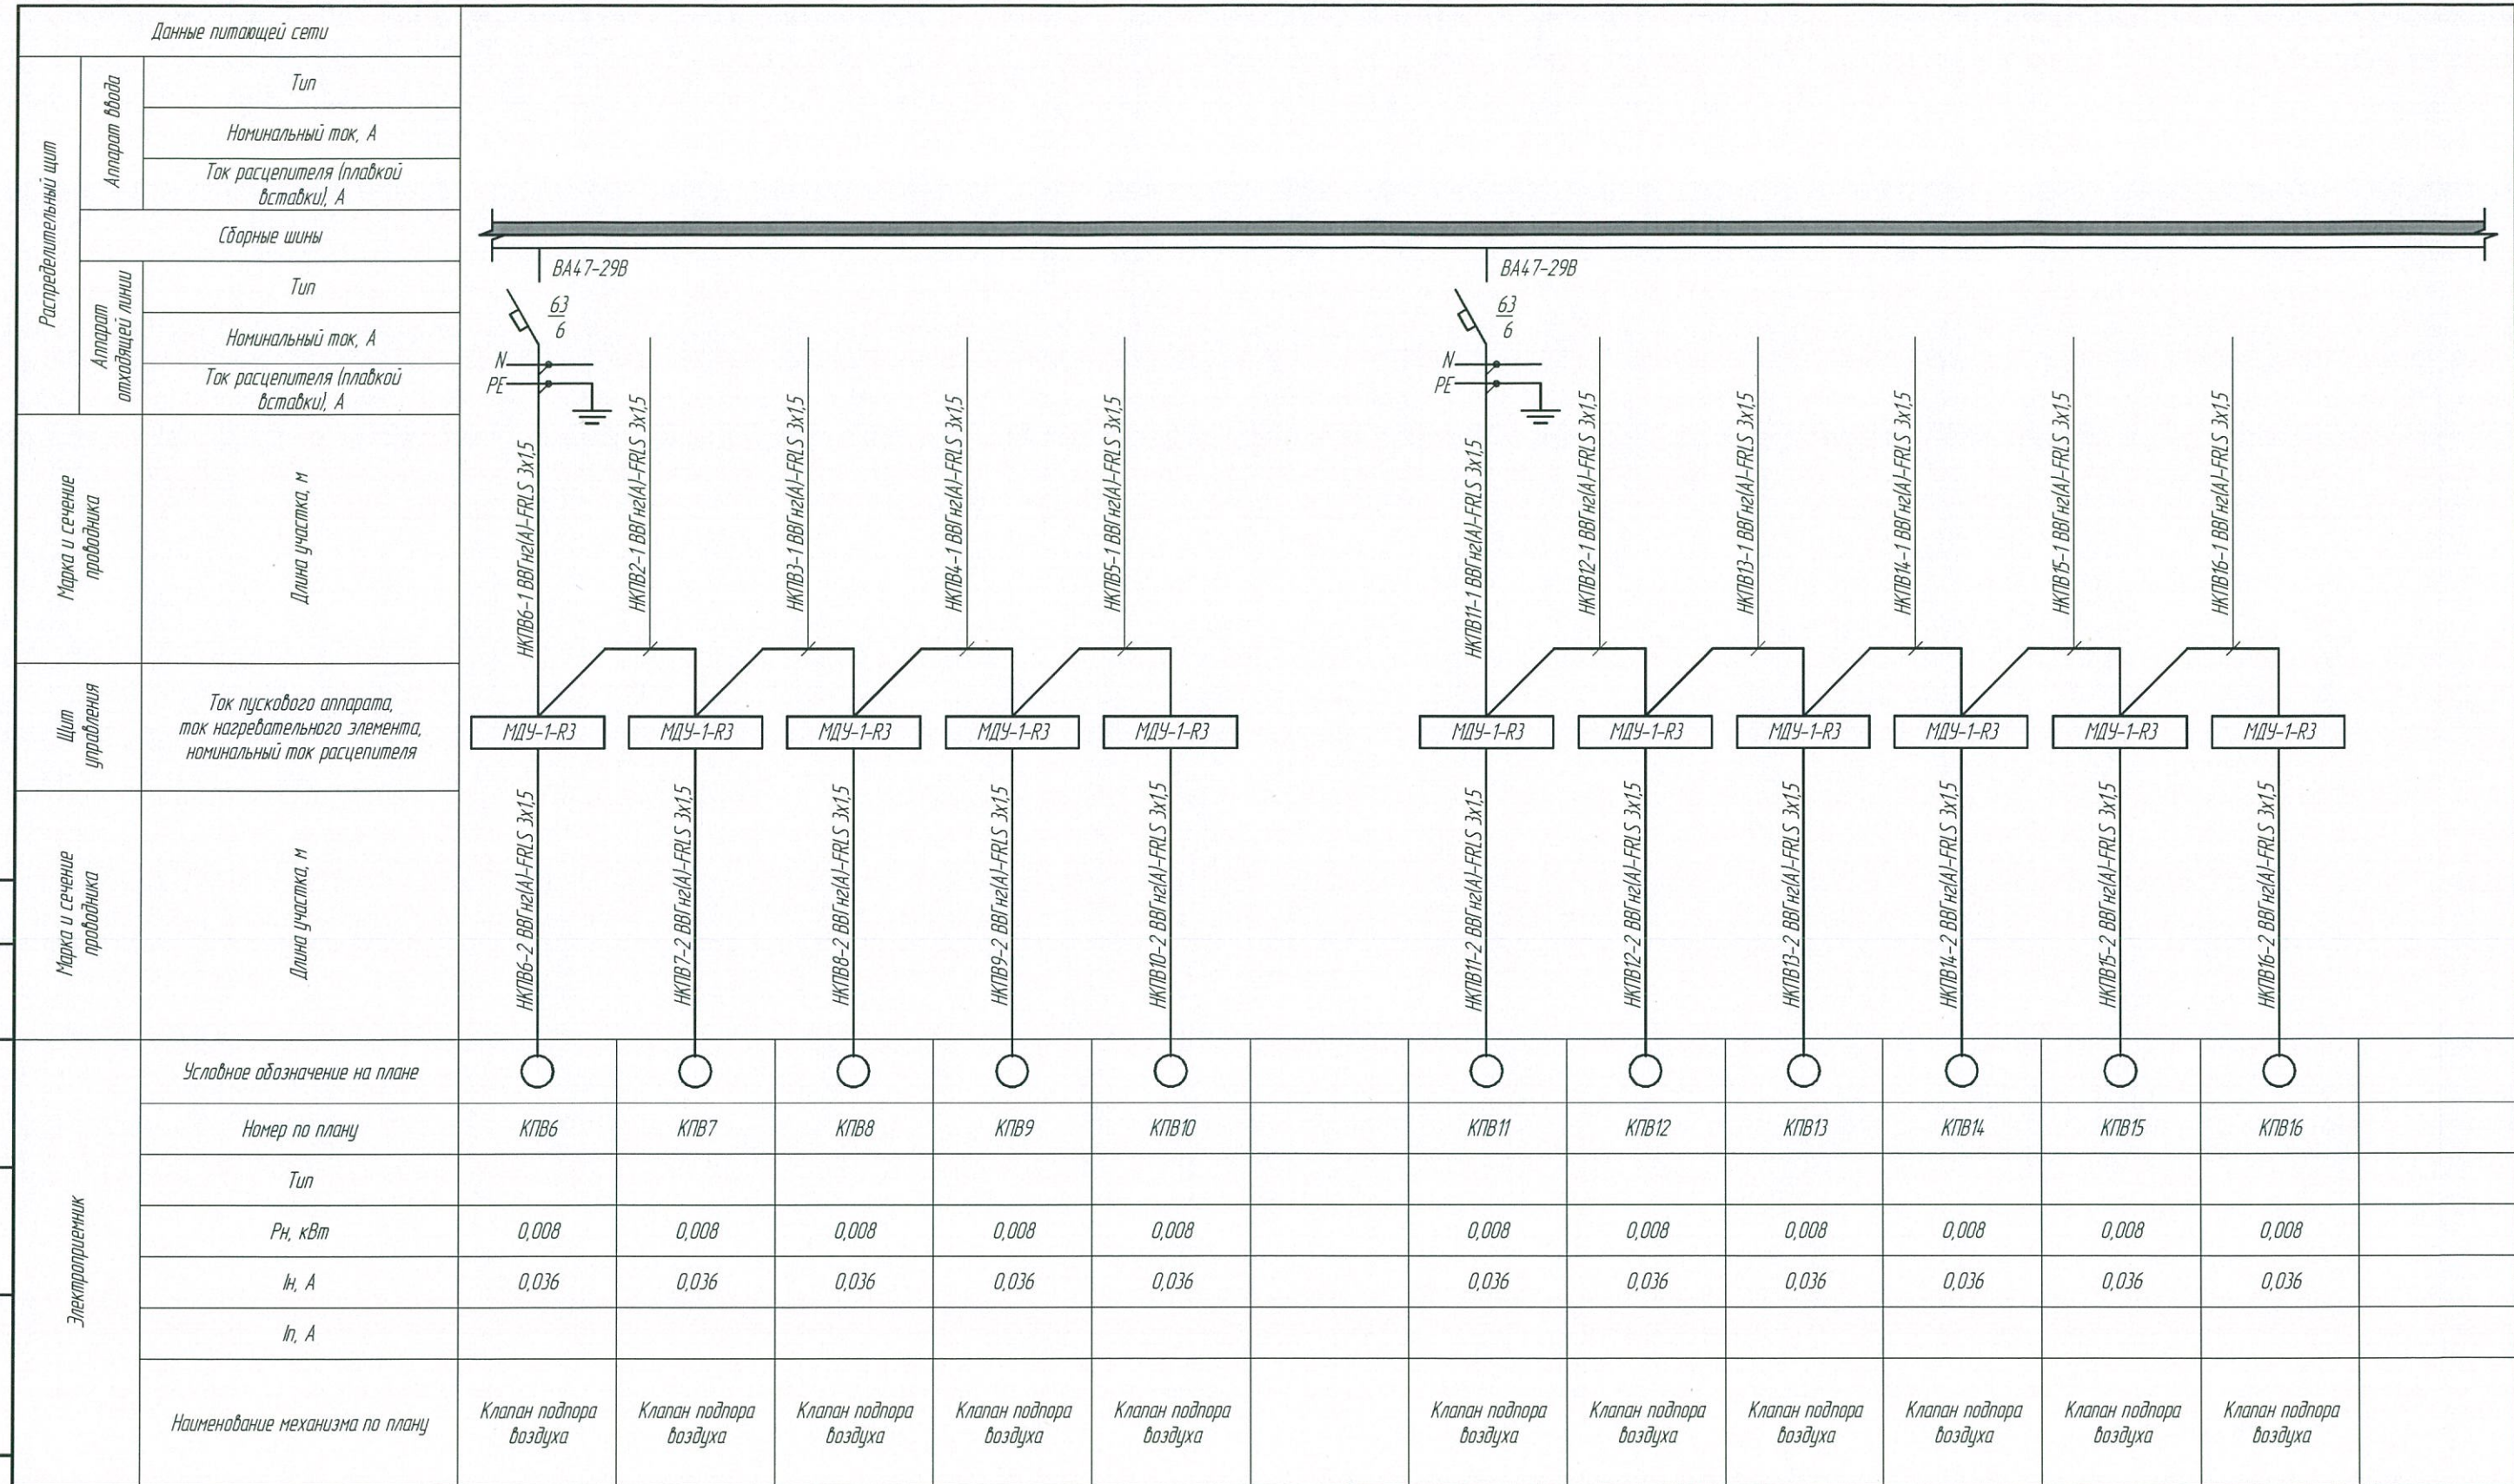 Данные питающей сети
Распределительный щит
Аппарат ввода
Тип
Номинальный ток, А
Ток расцепителя (плавкой
вставки), А
Сборные шины
Аппарат
отходящей линии
Тип
Номинальный ток, А
Ток расцепителя (плавкой
вставки), А
ВА47-29В
63
6
N
PE
ВА47-29В
63
6
N
PE
Марка и сечение
проводника
Длина участка, м
НКПВ6-1 ВВГнг(А)-FRLS 3х1,5
НКПВ2-1 ВВГнг(А)-FRLS 3х1,5
НКПВ3-1 ВВГнг(А)-FRLS 3х1,5
НКПВ4-1 ВВГнг(А)-FRLS 3х1,5
НКПВ5-1 ВВГнг(А)-FRLS 3х1,5
НКПВ11-1 ВВГнг(А)-FRLS 3х1,5
НКПВ12-1 ВВГнг(А)-FRLS 3х1,5
НКПВ13-1 ВВГнг(А)-FRLS 3х1,5
НКПВ14-1 ВВГнг(А)-FRLS 3х1,5
НКПВ15-1 ВВГнг(А)-FRLS 3х1,5
НКПВ16-1 ВВГнг(А)-FRLS 3х1,5
Щит
управления
Ток пускового аппарата,
ток нагревательного элемента,
номинальный ток расцепителя
МДУ-1-R3
МДУ-1-R3
МДУ-1-R3
МДУ-1-R3
МДУ-1-R3
МДУ-1-R3
МДУ-1-R3
МДУ-1-R3
МДУ-1-R3
МДУ-1-R3
МДУ-1-R3
Марка и сечение
проводника
Длина участка, м
НКПВ6-2 ВВГнг(А)-FRLS 3х1,5
НКПВ7-2 ВВГнг(А)-FRLS 3х1,5
НКПВ8-2 ВВГнг(А)-FRLS 3х1,5
НКПВ9-2 ВВГнг(А)-FRLS 3х1,5
НКПВ10-2 ВВГнг(А)-FRLS 3х1,5
НКПВ11-2 ВВГнг(А)-FRLS 3х1,5
НКПВ12-2 ВВГнг(А)-FRLS 3х1,5
НКПВ13-2 ВВГнг(А)-FRLS 3х1,5
НКПВ14-2 ВВГнг(А)-FRLS 3х1,5
НКПВ15-2 ВВГнг(А)-FRLS 3х1,5
НКПВ16-2 ВВГнг(А)-FRLS 3х1,5
Электроприемник
Условное обозначение на плане
Номер по плану
КПВ6
КПВ7
КПВ8
КПВ9
КПВ10
КПВ11
КПВ12
КПВ13
КПВ14
КПВ15
КПВ16
Тип
Рн, кВт
0,008
0,008
0,008
0,008
0,008
0,008
0,008
0,008
0,008
0,008
0,008
Iн, А
0,036
0,036
0,036
0,036
0,036
0,036
0,036
0,036
0,036
0,036
0,036
Iп, А
Наименование механизма по плану
Клапан подпора
воздуха
Клапан подпора
воздуха
Клапан подпора
воздуха
Клапан подпора
воздуха
Клапан подпора
воздуха
Клапан подпора
воздуха
Клапан подпора
воздуха
Клапан подпора
воздуха
Клапан подпора
воздуха
Клапан подпора
воздуха
Клапан подпора
воздуха